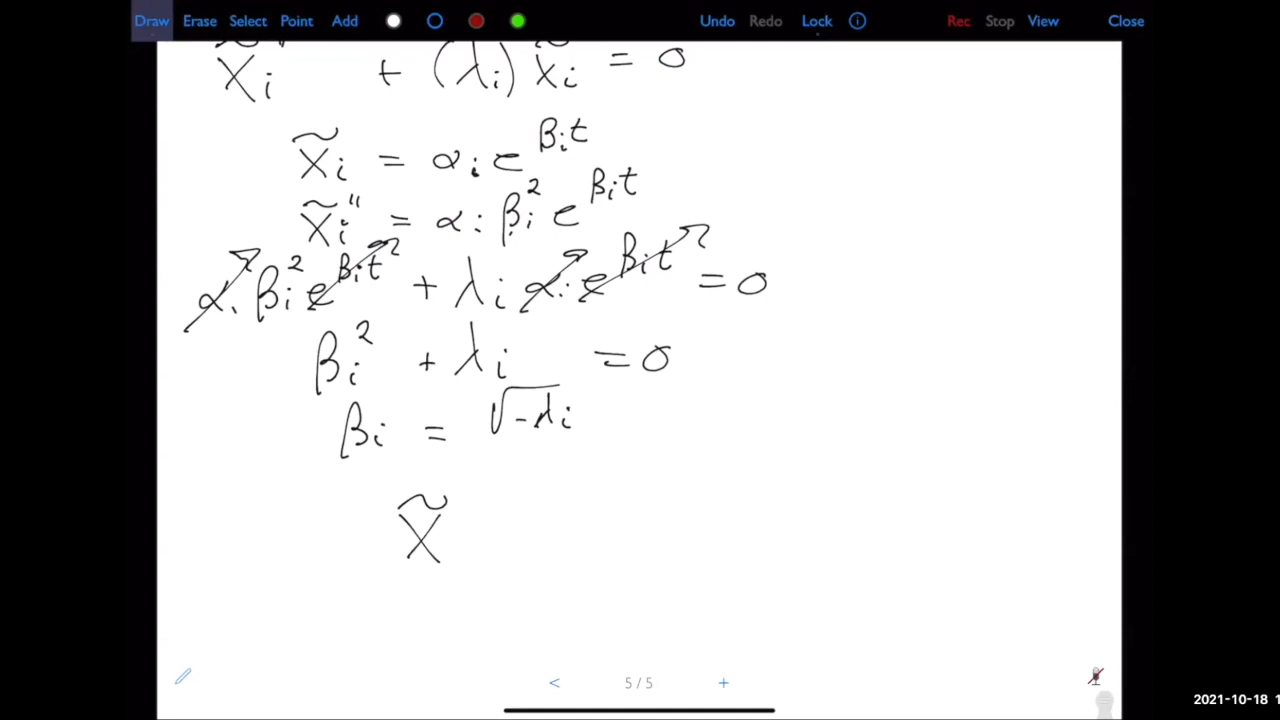 Draw Erase Select Point Add Undo Redo Lock Rec Stop View Close
x̃ᵢ'' + (λᵢ) x̃ᵢ = 0
x̃ᵢ = αᵢ e^{βᵢt}
x̃ᵢ'' = αᵢ βᵢ² e^{βᵢt}
αᵢ βᵢ² e^{βᵢt} + λᵢ αᵢ e^{βᵢt} = 0
βᵢ² + λᵢ = 0
βᵢ = √-λᵢ
x̃
< 5 / 5 +
2021-10-18 1